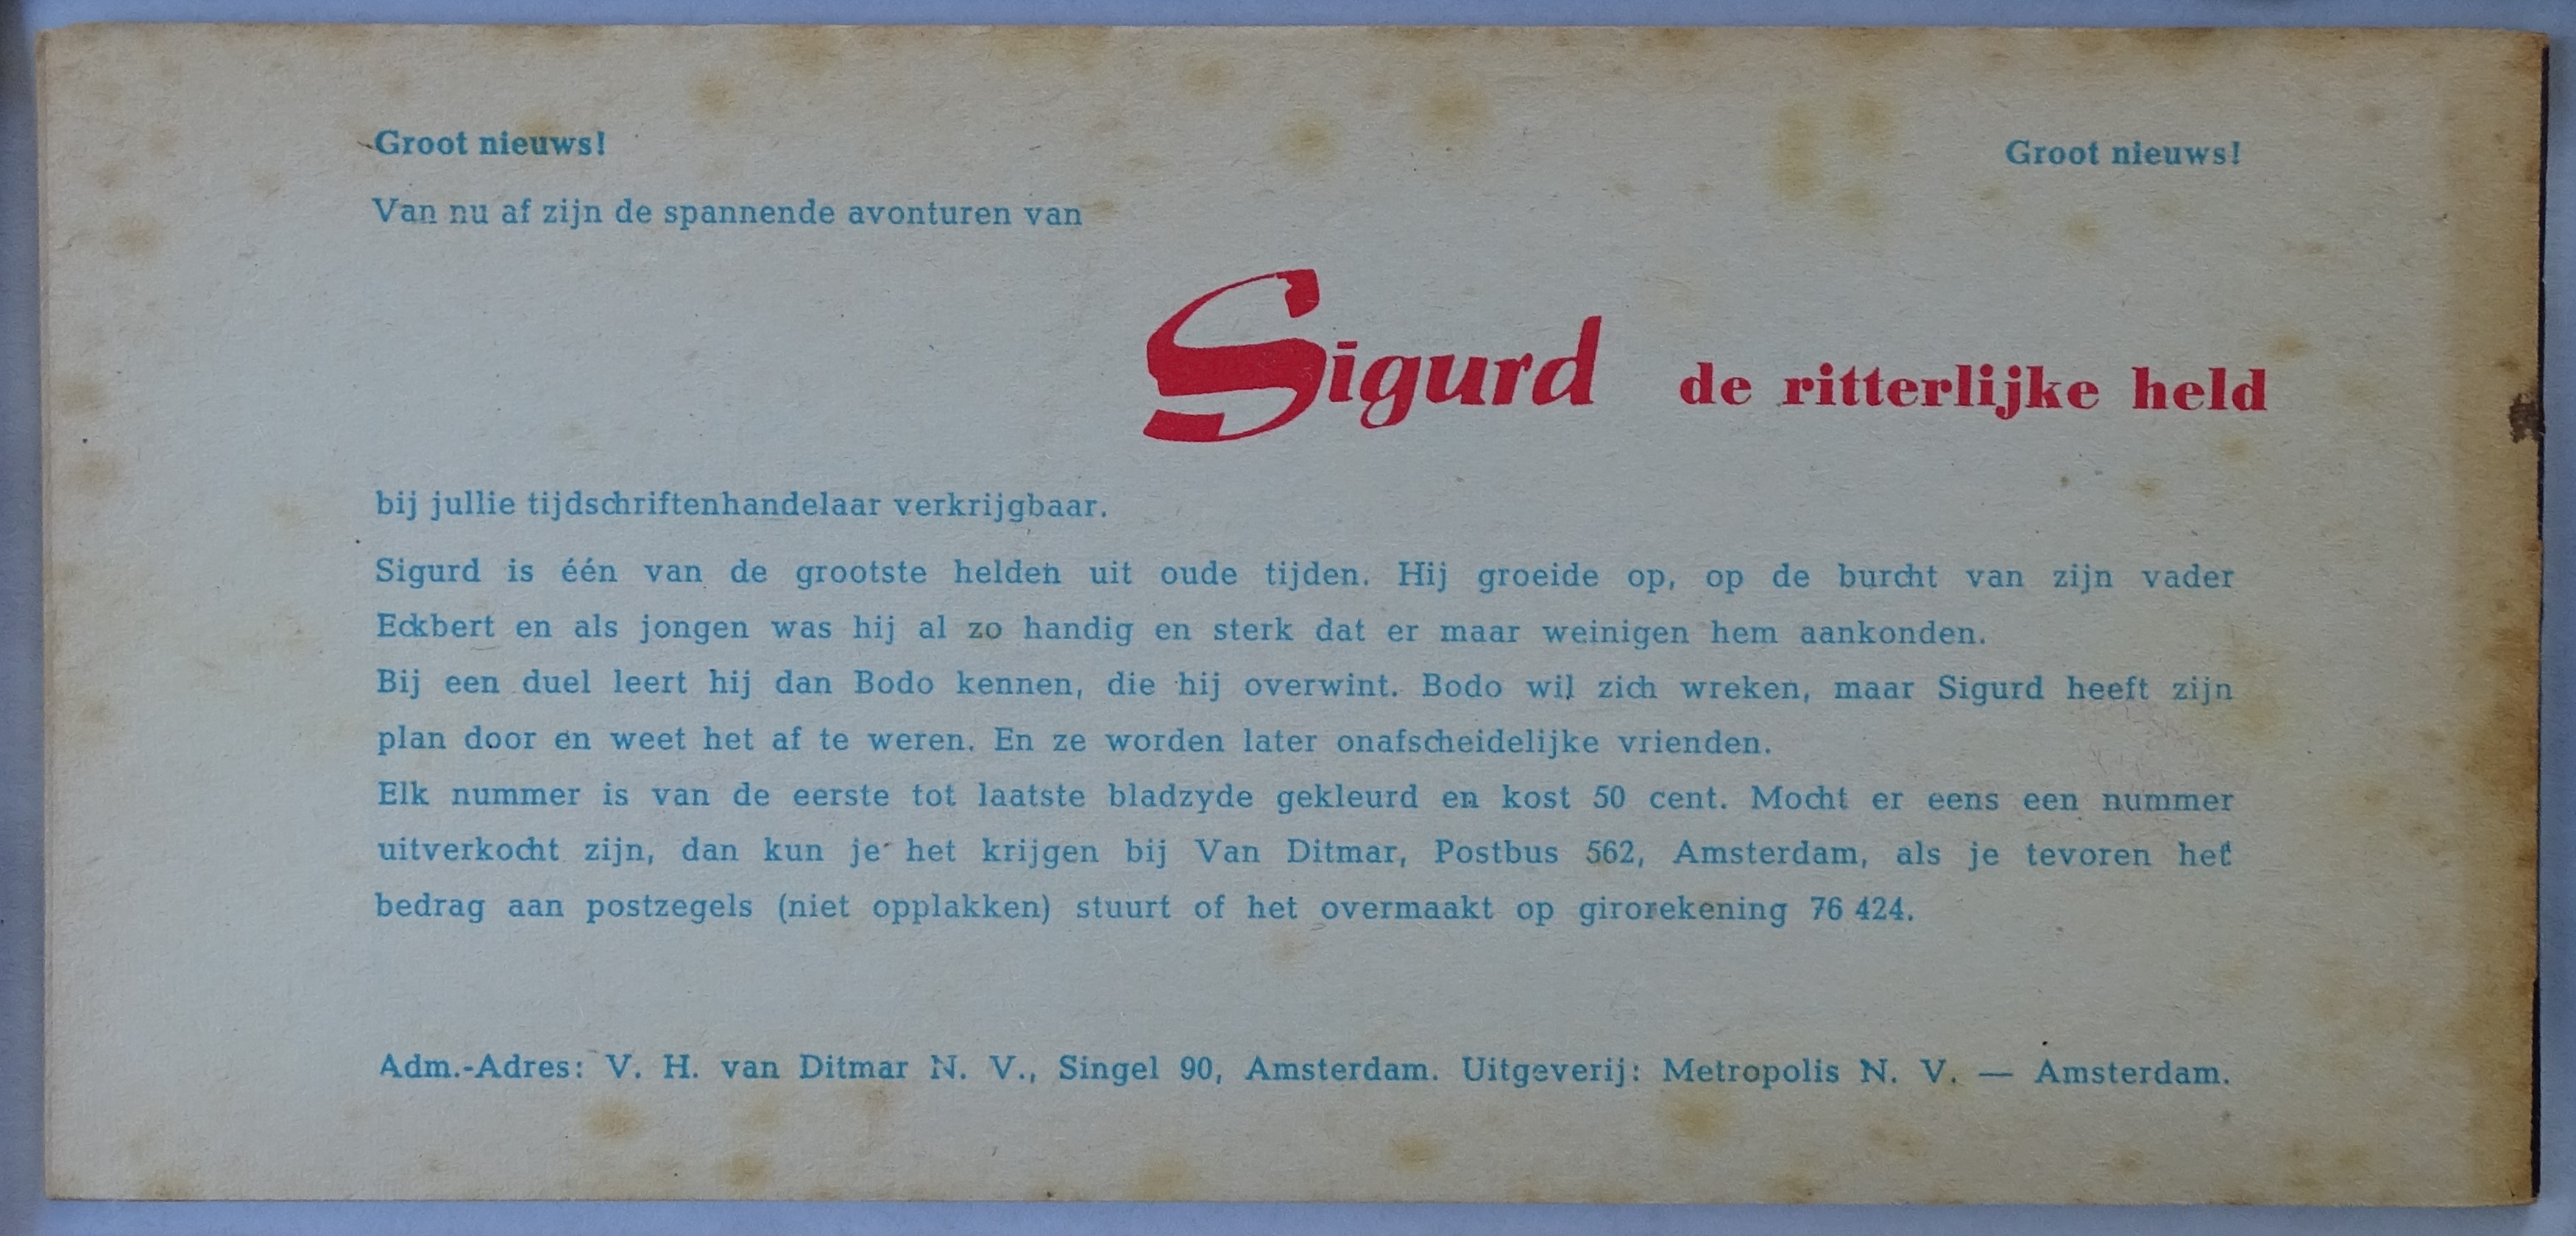 Groot nieuws! Groot nieuws!
Van nu af zijn de spannende avonturen van
Sigurd de ritterlijke held
bij jullie tijdschriftenhandelaar verkrijgbaar.
Sigurd is één van de grootste helden uit oude tijden. Hij groeide op, op de burcht van zijn vader
Eckbert en als jongen was hij al zo handig en sterk dat er maar weinigen hem aankonden.
Bij een duel leert hij dan Bodo kennen, die hij overwint. Bodo wil zich wreken, maar Sigurd heeft zijn
plan door en weet het af te weren. En ze worden later onafscheidelijke vrienden.
Elk nummer is van de eerste tot laatste bladzyde gekleurd en kost 50 cent. Mocht er eens een nummer
uitverkocht zijn, dan kun je het krijgen bij Van Ditmar, Postbus 562, Amsterdam, als je tevoren het
bedrag aan postzegels (niet opplakken) stuurt of het overmaakt op girorekening 76 424.
Adm.-Adres: V. H. van Ditmar N. V., Singel 90, Amsterdam. Uitgeverij: Metropolis N. V. — Amsterdam.